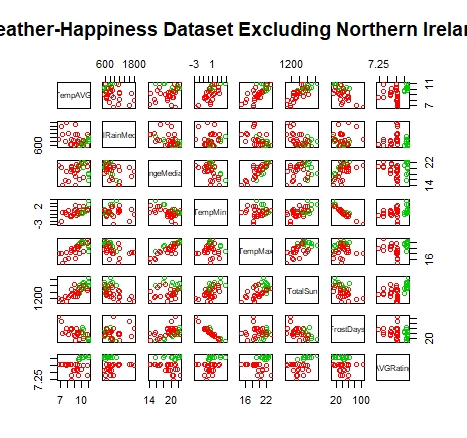 eather-Happiness Dataset Excluding Northern Irelan
600 1800 -3 1 1200 7.25
TempAVG 7 11
600 lRainMed
ngeMedia 14 22
-3 2 TempMin
TempMax 16
1200 TotalSun
FrostDays 20
7.25 AVGRating
7 10 14 20 16 22 20 100